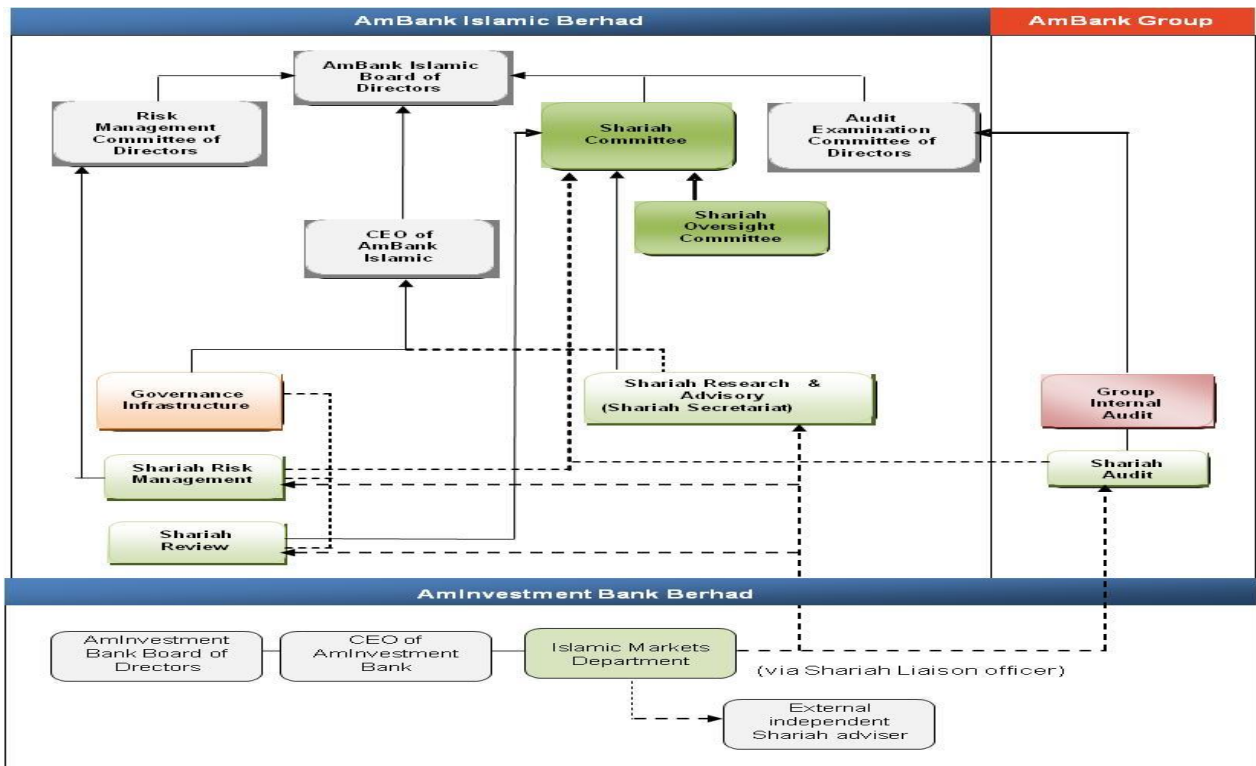 AmBank Islamic Berhad
AmBank Group
AmBank Islamic
Board of
Directors
Risk
Management
Committee of
Directors
Shariah
Committee
Audit
Examination
Committee of
Directors
Shariah
Oversight
Committee
CEO of
AmBank
Islamic
Governance
Infrastructure
Shariah Research &
Advisory
(Shariah Secretariat)
Group
Internal
Audit
Shariah Risk
Management
Shariah
Audit
Shariah
Review
AmInvestment Bank Berhad
AmInvestment
Bank Board of
Drectors
CEO of
AmInvestment
Bank
Islamic Markets
Department
(via Shariah Liaison officer)
External
independent
Shariah adviser